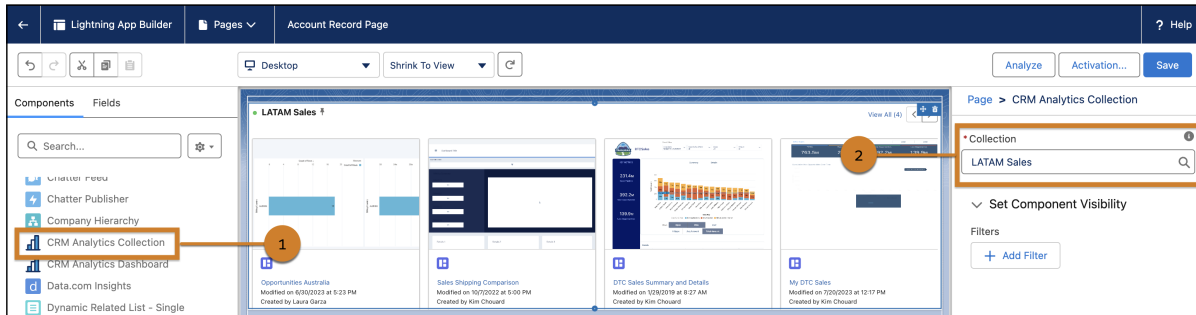 Lightning App Builder
Pages
Account Record Page
? Help
Desktop
Shrink To View
Analyze
Activation...
Save
Components
Fields
Search...
Chatter Feed
Chatter Publisher
Company Hierarchy
CRM Analytics Collection
CRM Analytics Dashboard
Data.com Insights
Dynamic Related List - Single
1
LATAM Sales
View All (4)
Opportunities Australia
Modified on 6/30/2023 at 5:23 PM
Created by Laura Garza
Sales Shipping Comparison
Modified on 10/7/2022 at 5:00 PM
Created by Kim Chouard
DTC Sales Summary and Details
Modified on 1/29/2019 at 8:27 AM
Created by Kim Chouard
My DTC Sales
Modified on 7/20/2023 at 12:17 PM
Created by Kim Chouard
2
Page > CRM Analytics Collection
*Collection
LATAM Sales
Set Component Visibility
Filters
+ Add Filter